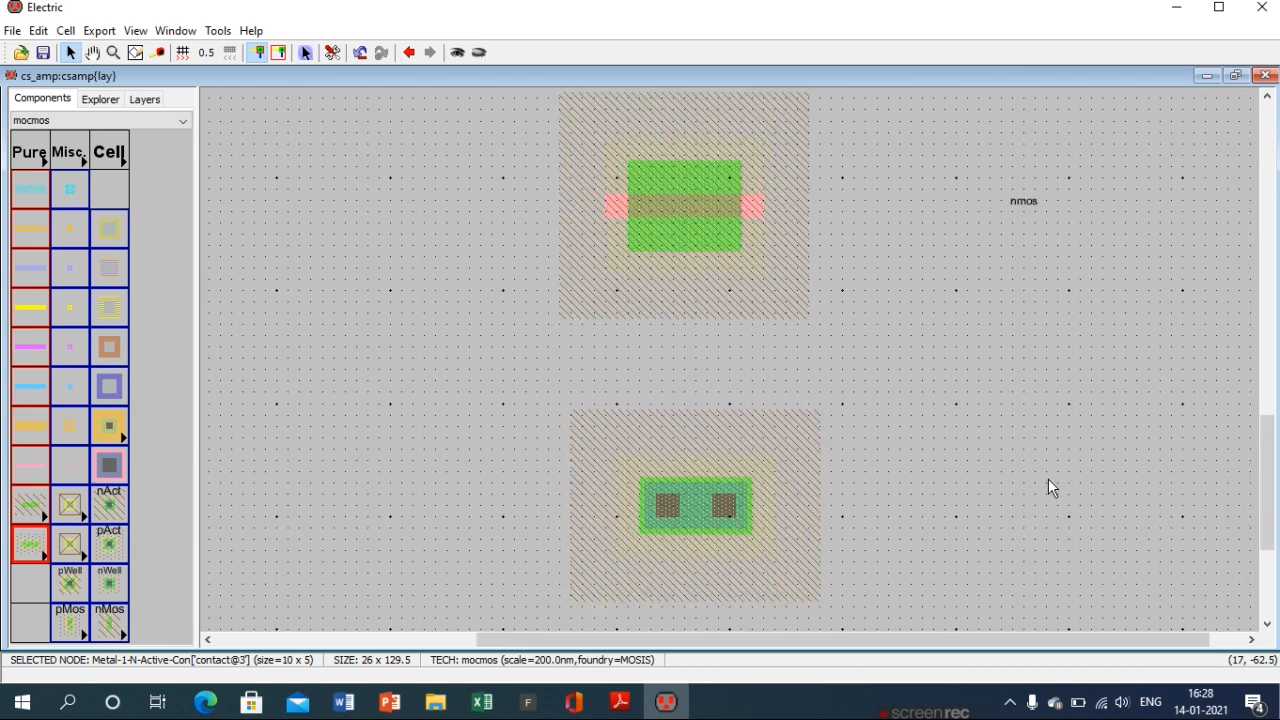 Electric
File Edit Cell Export View Window Tools Help
0.5
cs_amp:csamp{lay}
Components Explorer Layers
mocmos
Pure Misc. Cell
nmos
nAct
pAct
pWell nWell
pMos nMos
SELECTED NODE: Metal-1-N-Active-Con['contact@3'] (size=10 x 5) SIZE: 26 x 129.5 TECH: mocmos (scale=200.0nm,foundry=MOSIS) (17, -62.5)
ENG
16:28
14-01-2021
4
screenrec